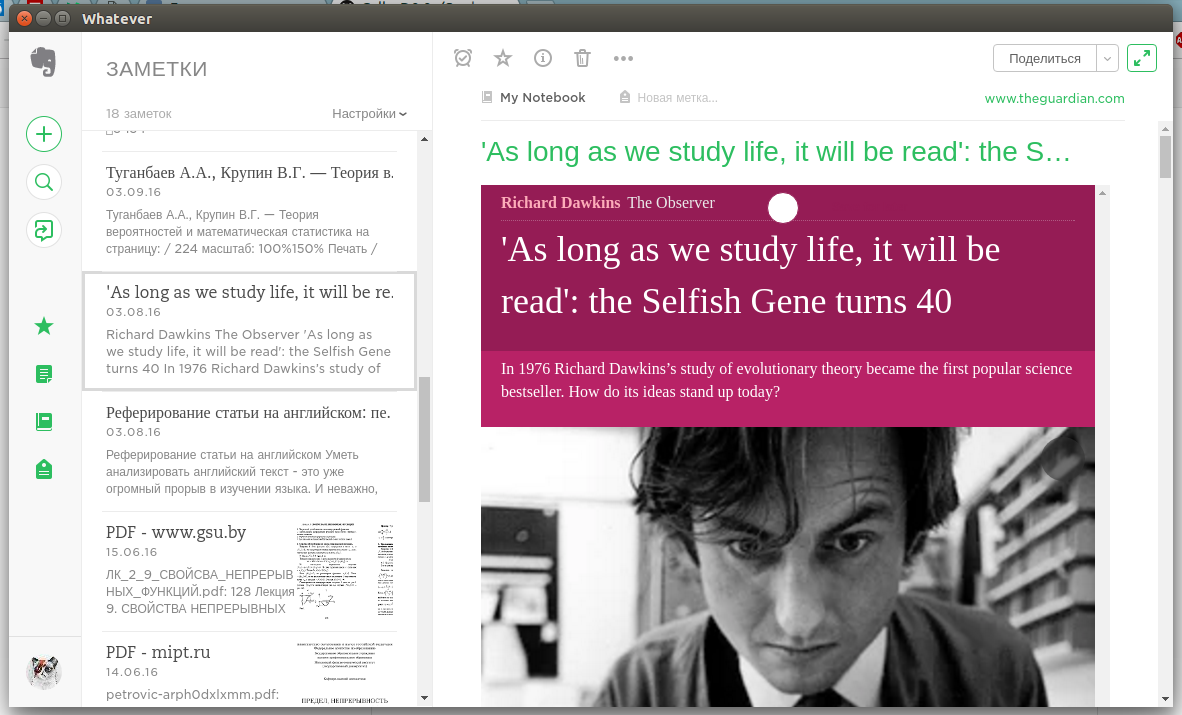 Whatever
ЗАМЕТКИ
18 заметок
Настройки
Туганбаев А.А., Крупин В.Г. — Теория в.
03.09.16
Туганбаев А.А., Крупин В.Г. — Теория
вероятностей и математическая статистика на
страницу: / 224 масштаб: 100%150% Печать /
'As long as we study life, it will be re.
03.08.16
Richard Dawkins The Observer 'As long as
we study life, it will be read': the Selfish Gene
turns 40 In 1976 Richard Dawkins's study of
Реферирование статьи на английском: пе.
03.08.16
Реферирование статьи на английском Уметь
анализировать английский текст - это уже
огромный прорыв в изучении языка. И неважно,
PDF - www.gsu.by
15.06.16
ЛК_2_9_СВОЙСВА_НЕПРЕРЫВ
НЫХ_ФУНКЦИЙ.pdf: 128 Лекция
9. СВОЙСТВА НЕПРЕРЫВНЫХ
PDF - mipt.ru
14.06.16
petrovic-arph0dxlxmm.pdf:
ПРЕДЕЛ, НЕПРЕРЫВНОСТЬ
Поделиться
My Notebook
Новая метка...
www.theguardian.com
'As long as we study life, it will be read': the S…
Richard Dawkins The Observer
'As long as we study life, it will be
read': the Selfish Gene turns 40
In 1976 Richard Dawkins’s study of evolutionary theory became the first popular science
bestseller. How do its ideas stand up today?